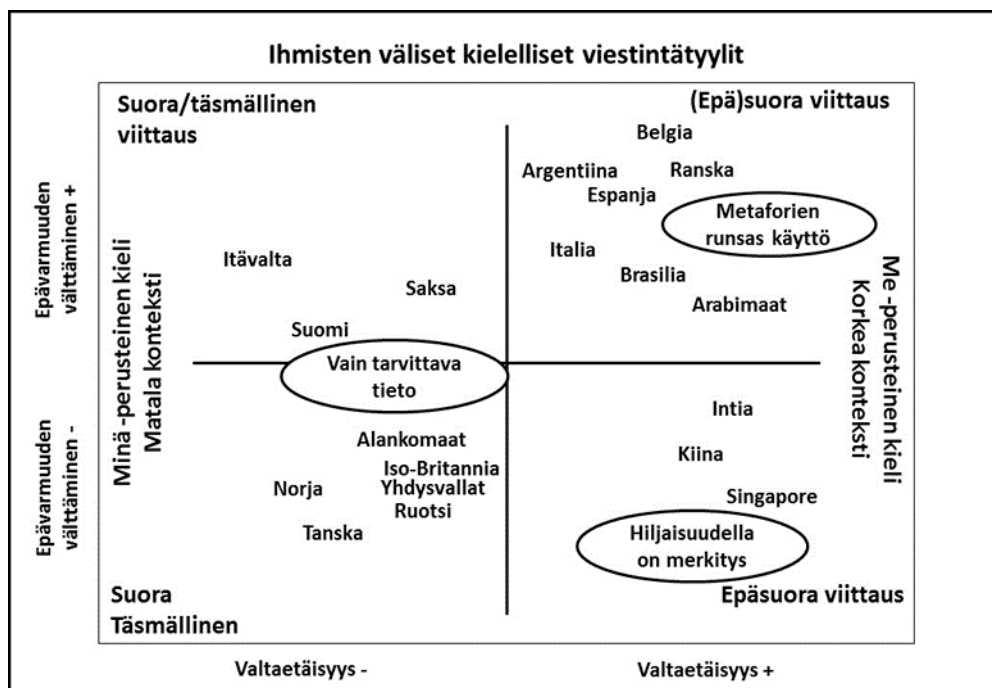 Ihmisten väliset kielelliset viestintätyylit
Suora/täsmällinen
viittaus
(Epä)suora viittaus
Belgia
Argentiina
Ranska
Espanja
Metaforien
runsas käyttö
Italia
Itävalta
Brasilia
Saksa
Arabimaat
Suomi
Vain tarvittava
tieto
Epävarmuuden
välttäminen +
Epävarmuuden
välttäminen -
Minä -perusteinen kieli
Matala konteksti
Me -perusteinen kieli
Korkea konteksti
Intia
Alankomaat
Kiina
Iso-Britannia
Norja
Yhdysvallat
Singapore
Ruotsi
Tanska
Hiljaisuudella
on merkitys
Suora
Täsmällinen
Epäsuora viittaus
Valtaetäisyys -
Valtaetäisyys +